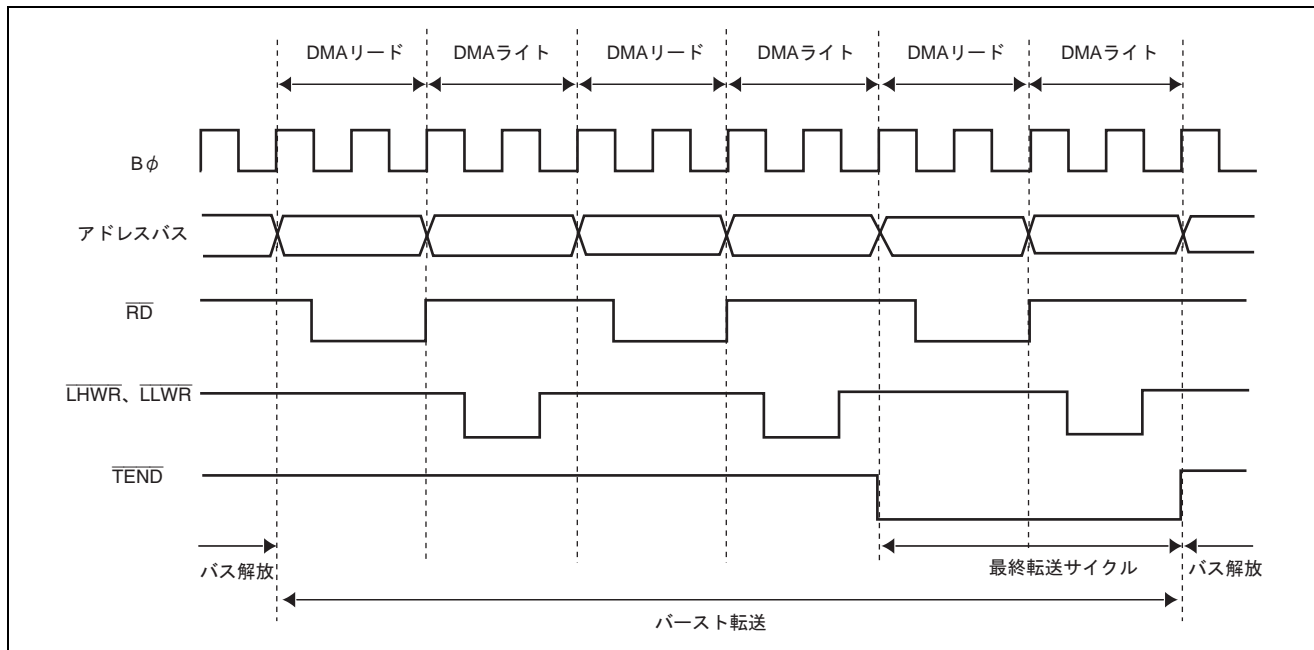 DMAリード DMAライト DMAリード DMAライト DMAリード DMAライト
Bφ
アドレスバス
RD
LHWR、LLWR
TEND
バス解放 最終転送サイクル バス解放
バースト転送